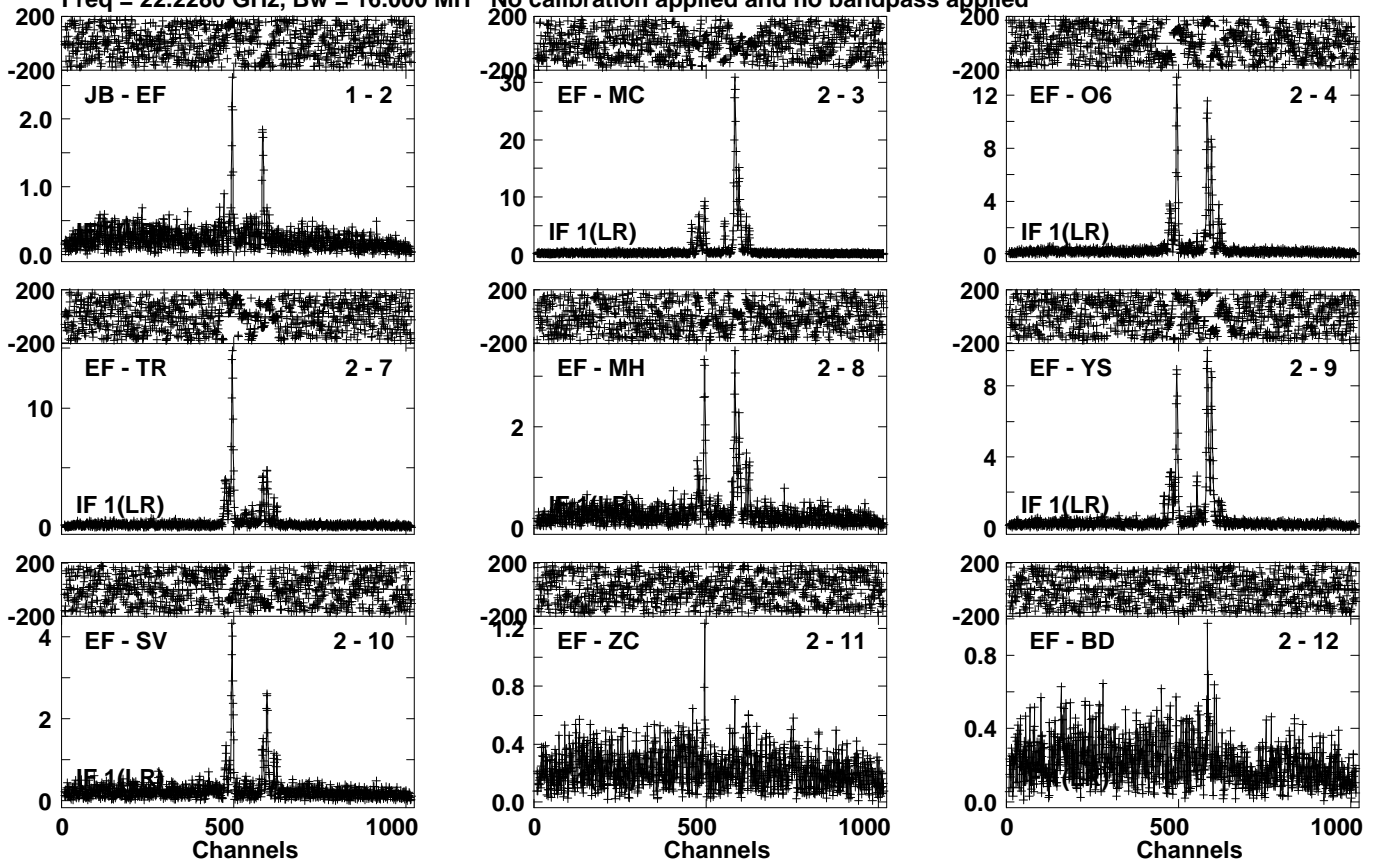 Freq = 22.2280 GHz, Bw = 16.000 MH No calibration applied and no bandpass applied
200
-200
JB - EF 1 - 2
2.0
1.0
0.0
200
-200
30
EF - MC 2 - 3
20
10
IF 1(LR)
0
200
-200
EF - O6 2 - 4
12
8
4
IF 1(LR)
0
200
-200
EF - TR 2 - 7
10
IF 1(LR)
0
200
-200
EF - MH 2 - 8
2
IF 1(LR)
0
200
-200
EF - YS 2 - 9
8
4
IF 1(LR)
0
200
-200
EF - SV 2 - 10
4
2
IF 1(LR)
0
0 500 1000
Channels
200
-200
1.2
EF - ZC 2 - 11
0.8
0.4
0.0
0 500 1000
Channels
200
-200
EF - BD 2 - 12
0.8
0.4
0.0
0 500 1000
Channels